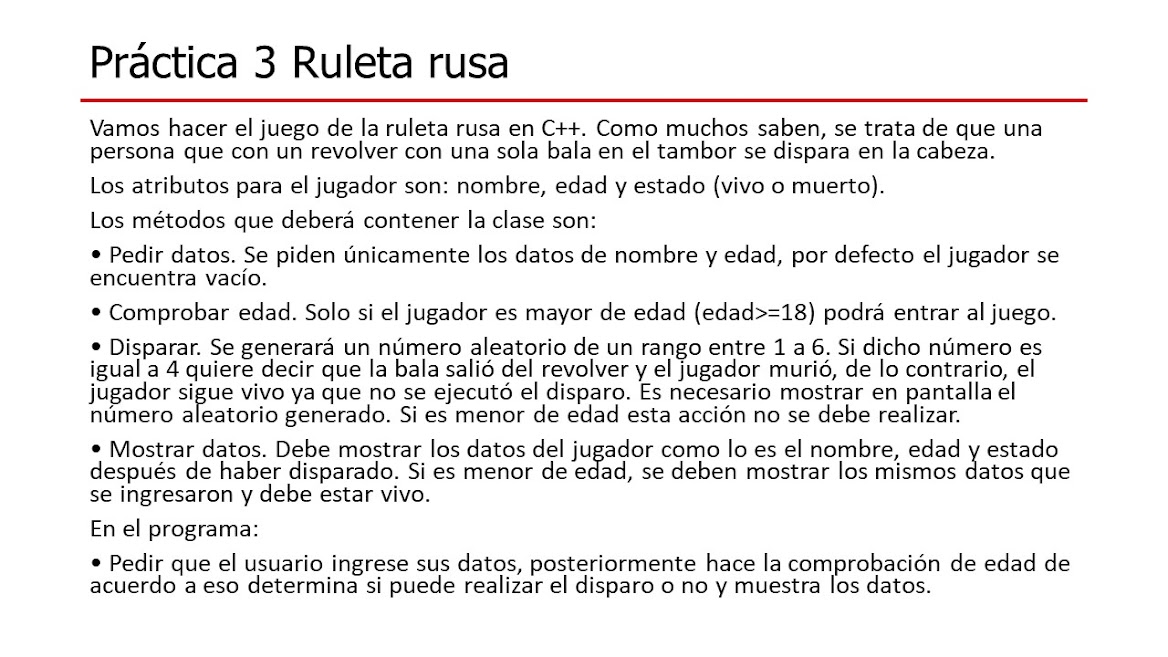 Práctica 3 Ruleta rusa
Vamos hacer el juego de la ruleta rusa en C++. Como muchos saben, se trata de que una
persona que con un revolver con una sola bala en el tambor se dispara en la cabeza.
Los atributos para el jugador son: nombre, edad y estado (vivo o muerto).
Los métodos que deberá contener la clase son:
• Pedir datos. Se piden únicamente los datos de nombre y edad, por defecto el jugador se
encuentra vacío.
• Comprobar edad. Solo si el jugador es mayor de edad (edad>=18) podrá entrar al juego.
• Disparar. Se generará un número aleatorio de un rango entre 1 a 6. Si dicho número es
igual a 4 quiere decir que la bala salió del revolver y el jugador murió, de lo contrario, el
jugador sigue vivo ya que no se ejecutó el disparo. Es necesario mostrar en pantalla el
número aleatorio generado. Si es menor de edad esta acción no se debe realizar.
• Mostrar datos. Debe mostrar los datos del jugador como lo es el nombre, edad y estado
después de haber disparado. Si es menor de edad, se deben mostrar los mismos datos que
se ingresaron y debe estar vivo.
En el programa:
• Pedir que el usuario ingrese sus datos, posteriormente hace la comprobación de edad de
acuerdo a eso determina si puede realizar el disparo o no y muestra los datos.